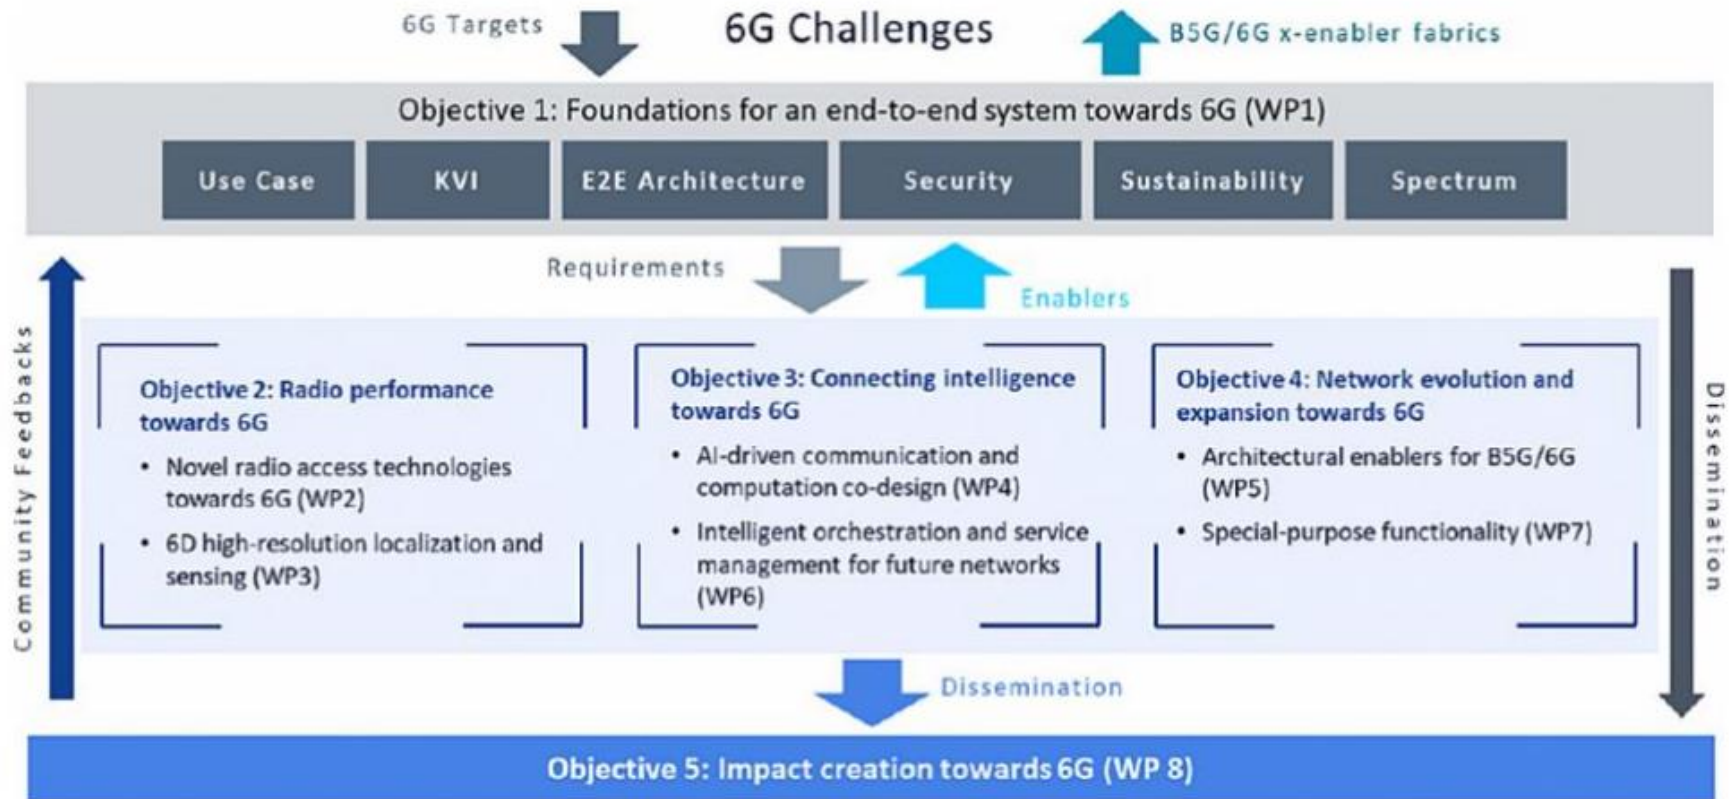 6G Targets
6G Challenges
B5G/6G x-enabler fabrics
Objective 1: Foundations for an end-to-end system towards 6G (WP1)
Use Case
KVI
E2E Architecture
Security
Sustainability
Spectrum
Requirements
Enablers
Community Feedbacks
Objective 2: Radio performance
towards 6G
• Novel radio access technologies
towards 6G (WP2)
• 6D high-resolution localization and
sensing (WP3)
Objective 3: Connecting intelligence
towards 6G
• AI-driven communication and
computation co-design (WP4)
• Intelligent orchestration and service
management for future networks
(WP6)
Objective 4: Network evolution and
expansion towards 6G
• Architectural enablers for B5G/6G
(WP5)
• Special-purpose functionality (WP7)
Dissemination
Dissemination
Objective 5: Impact creation towards 6G (WP 8)